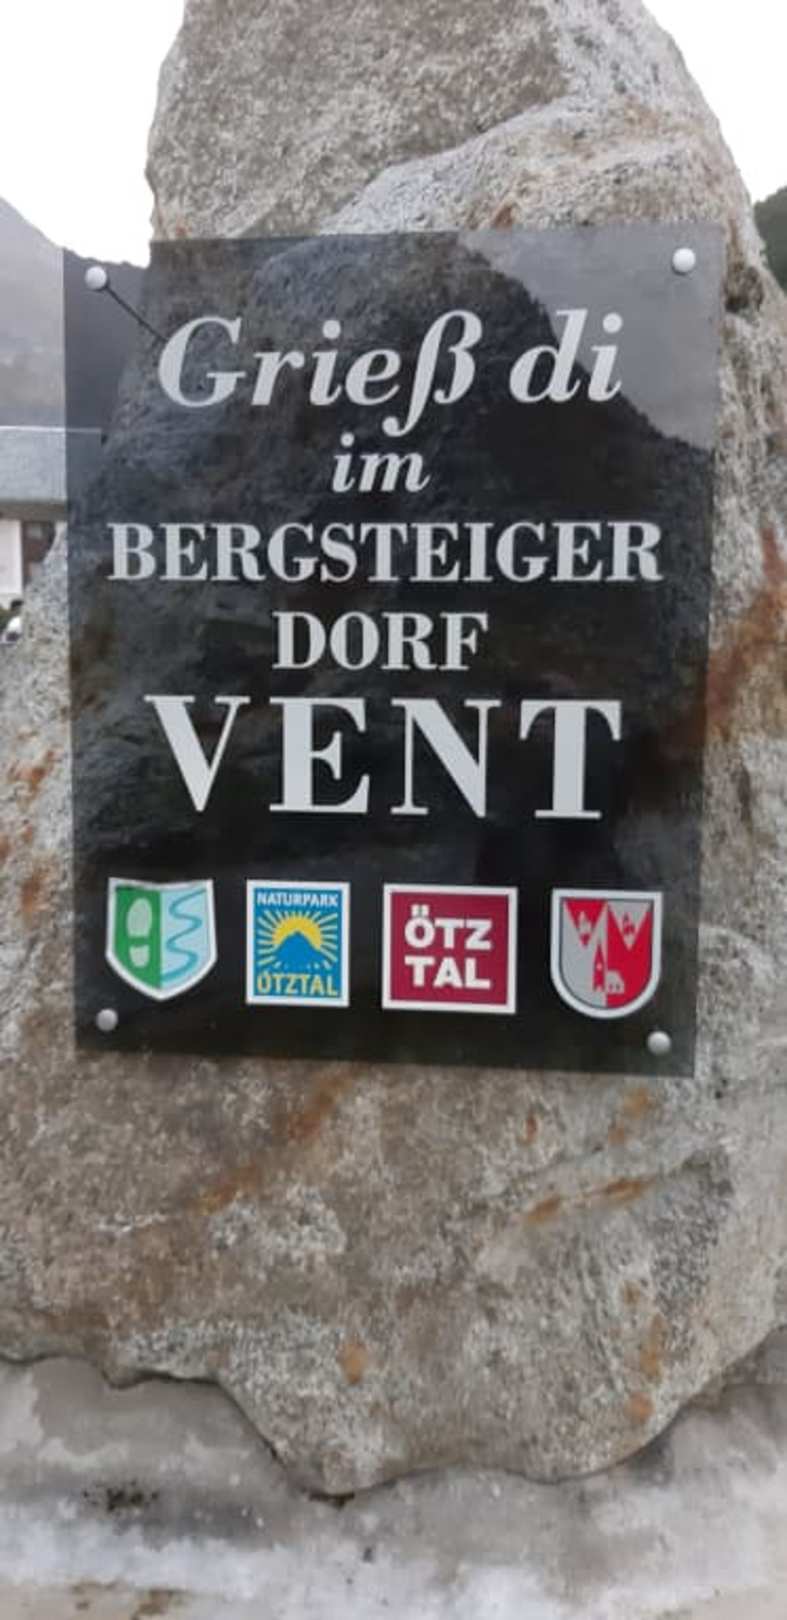 Grieß di
im
BERGSTEIGER
DORF
VENT
NATURPARK
ÖTZTAL
ÖTZ
TAL